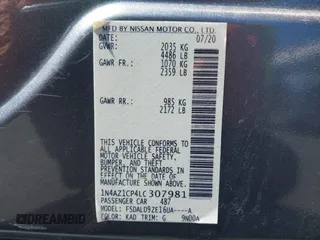 MFD BY NISSAN MOTOR CO., LTD.
07/20
GVWR: 2035 KG
4486 LB
GAWR FR: 1070 KG
2359 LB
GAWR RR: 985 KG
2172 LB
THIS VEHICLE CONFORMS
TO ALL APPLICABLE FEDERAL
MOTOR VEHICLE SAFETY,
BUMPER, AND THEFT
PREVENTION STANDARDS
IN EFFECT ON THE DATE OF
MANUFACTURE SHOWN ABOVE.
1N4AZ1CP4LC307981
PASSENGER CAR 487
MODEL: FSDALD9ZE16UA----A
COLOR: KAD TRIM: G 9N00A